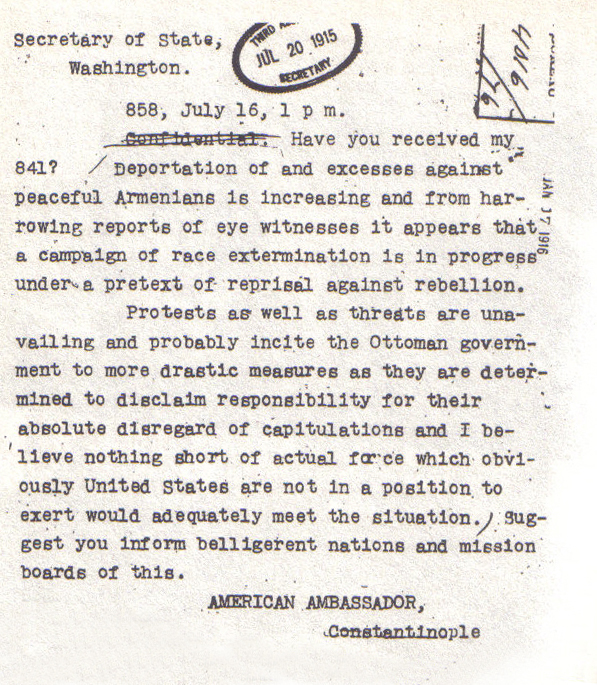 Secretary of State,
Washington.
THIRD
JUL 20 1915
SECRETARY
4016
76
858, July 16, 1 p m.
Confidential. Have you received my
841? Deportation of and excesses against
peaceful Armenians is increasing and from har-
rowing reports of eye witnesses it appears that
a campaign of race extermination is in progress
under a pretext of reprisal against rebellion.
JAN 27 1916
Protests as well as threats are una-
vailing and probably incite the Ottoman govern-
ment to more drastic measures as they are deter-
mined to disclaim responsibility for their
absolute disregard of capitulations and I be-
lieve nothing short of actual force which obvi-
ously United States are not in a position to
exert would adequately meet the situation. Sug-
gest you inform belligerent nations and mission
boards of this.
AMERICAN AMBASSADOR,
Constantinople